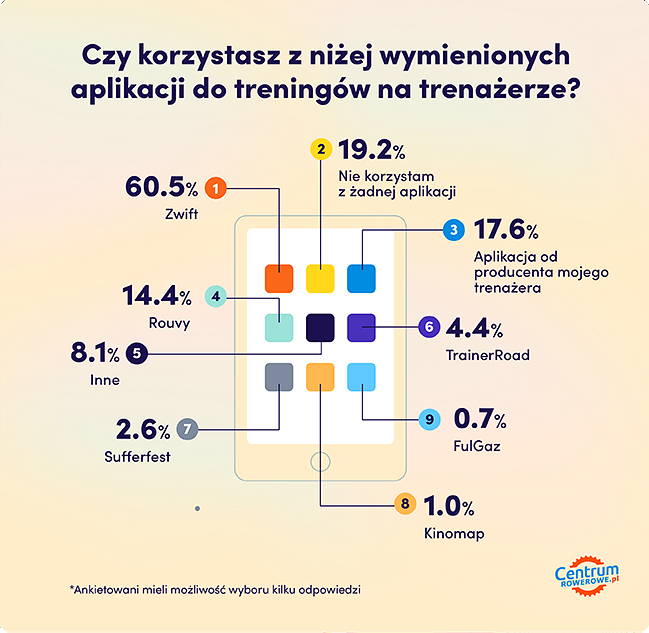 Czy korzystasz z niżej wymienionych
aplikacji do treningów na trenażerze?
60.5% 1
Zwift
2 19.2%
Nie korzystam
z żadnej aplikacji
3 17.6%
Aplikacja od
producenta mojego
trenażera
14.4% 4
Rouvy
8.1% 5
Inne
6 4.4%
TrainerRoad
2.6% 7
Sufferfest
9 0.7%
FulGaz
8 1.0%
Kinomap
*Ankietowani mieli możliwość wyboru kilku odpowiedzi
Centrum
ROWEROWE.pl